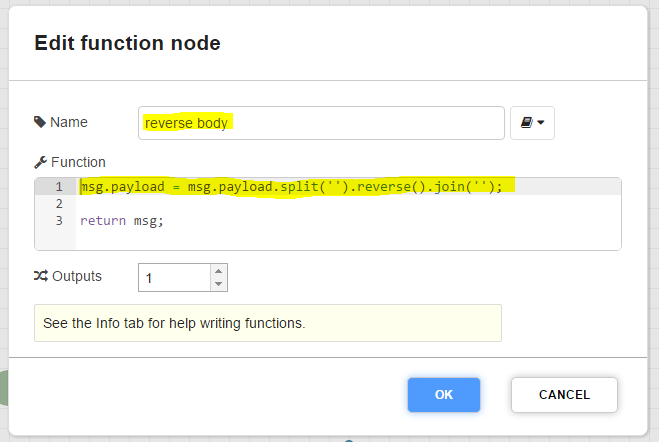 Edit function node
Name
reverse body
Function
1 msg.payload = msg.payload.split('').reverse().join('');
2
3 return msg;
Outputs
1
See the Info tab for help writing functions.
OK
CANCEL